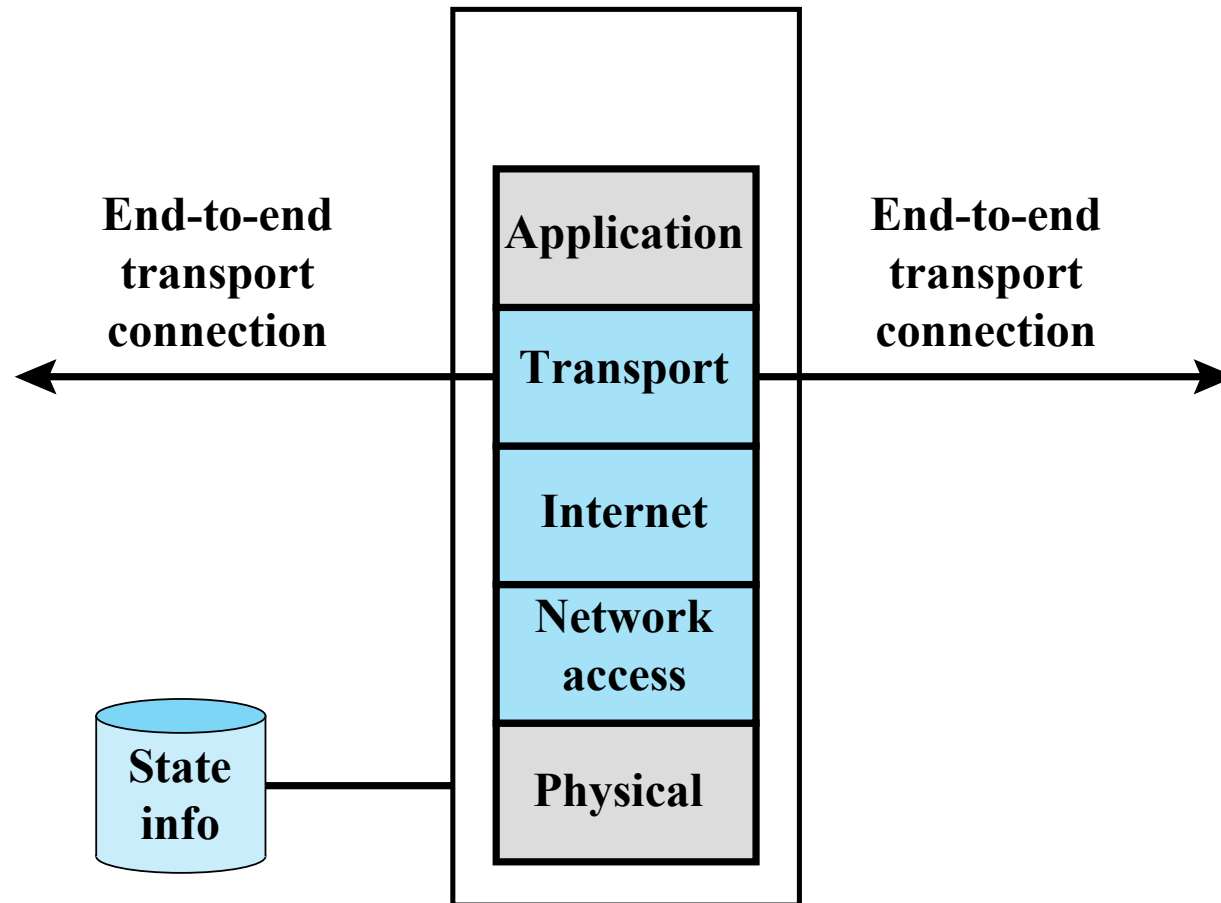 End-to-end
transport
connection
Application
Transport
Internet
Network
access
Physical
End-to-end
transport
connection
State
info